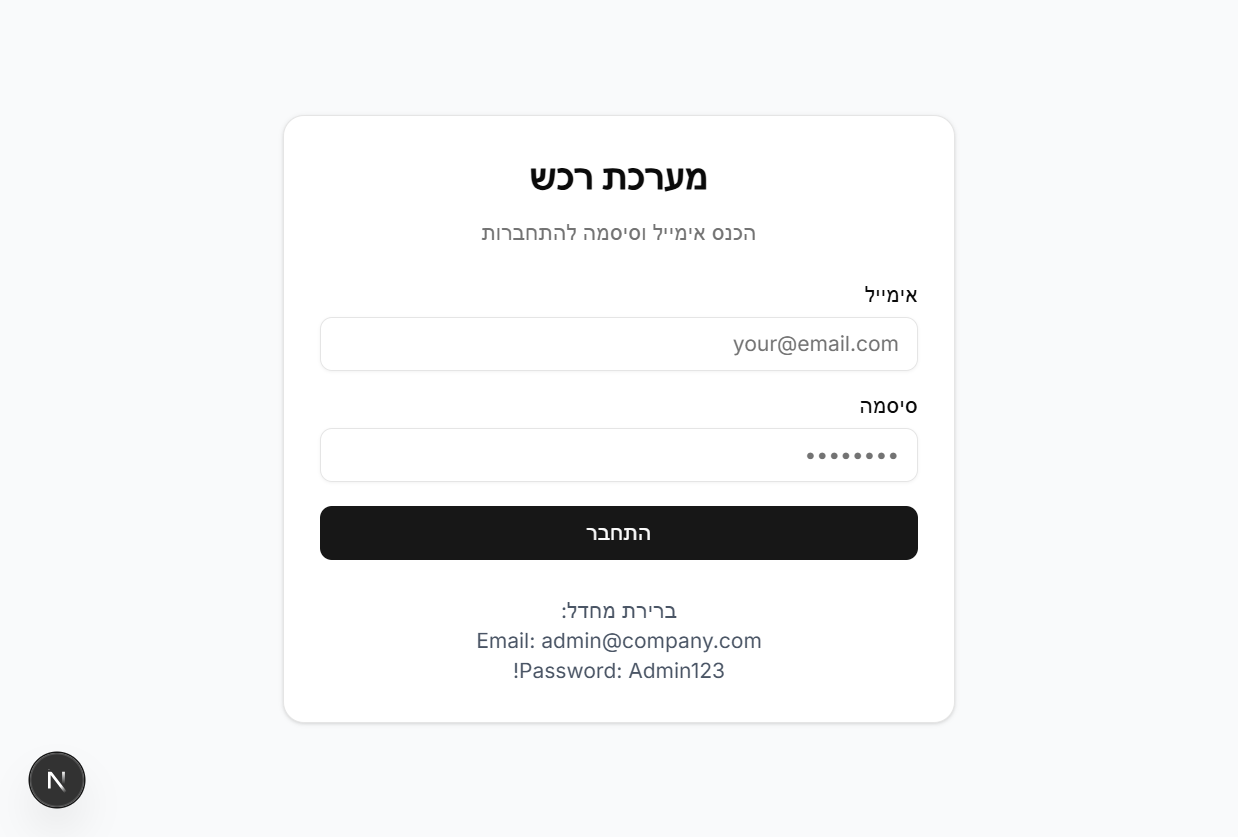 מערכת רכש
הכנס אימייל וסיסמה להתחברות
אימייל
your@email.com
סיסמה
••••••••
התחבר
ברירת מחדל:
Email: admin@company.com
!Password: Admin123
N